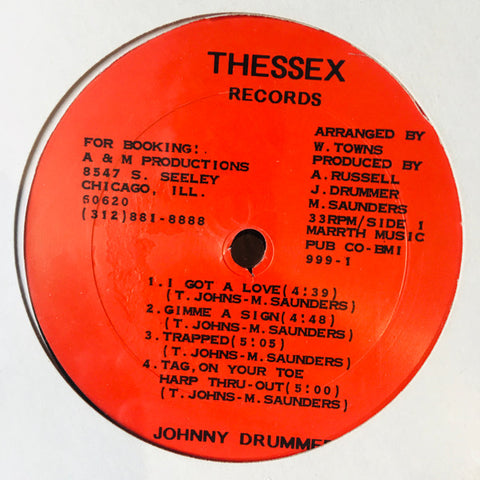 THESSEX
RECORDS
FOR BOOKING:
A & M PRODUCTIONS
8547 S. SEELEY
CHICAGO, ILL.
60620
(312)881-8888
ARRANGED BY
W. TOWNS
PRODUCED BY
A. RUSSELL
J. DRUMMER
M. SAUNDERS
33RPM/SIDE 1
MARRTH MUSIC
PUB CO-BMI
999-1
1. I GOT A LOVE(4:39)
(T. JOHNS-M. SAUNDERS)
2. GIMME A SIGN(4:48)
(T. JOHNS-M. SAUNDERS)
3. TRAPPED(5:05)
(T. JOHNS-M. SAUNDERS)
4. TAG, ON YOUR TOE
HARP THRU-OUT(5:00)
(T. JOHNS-M. SAUNDERS)
JOHNNY DRUMMER